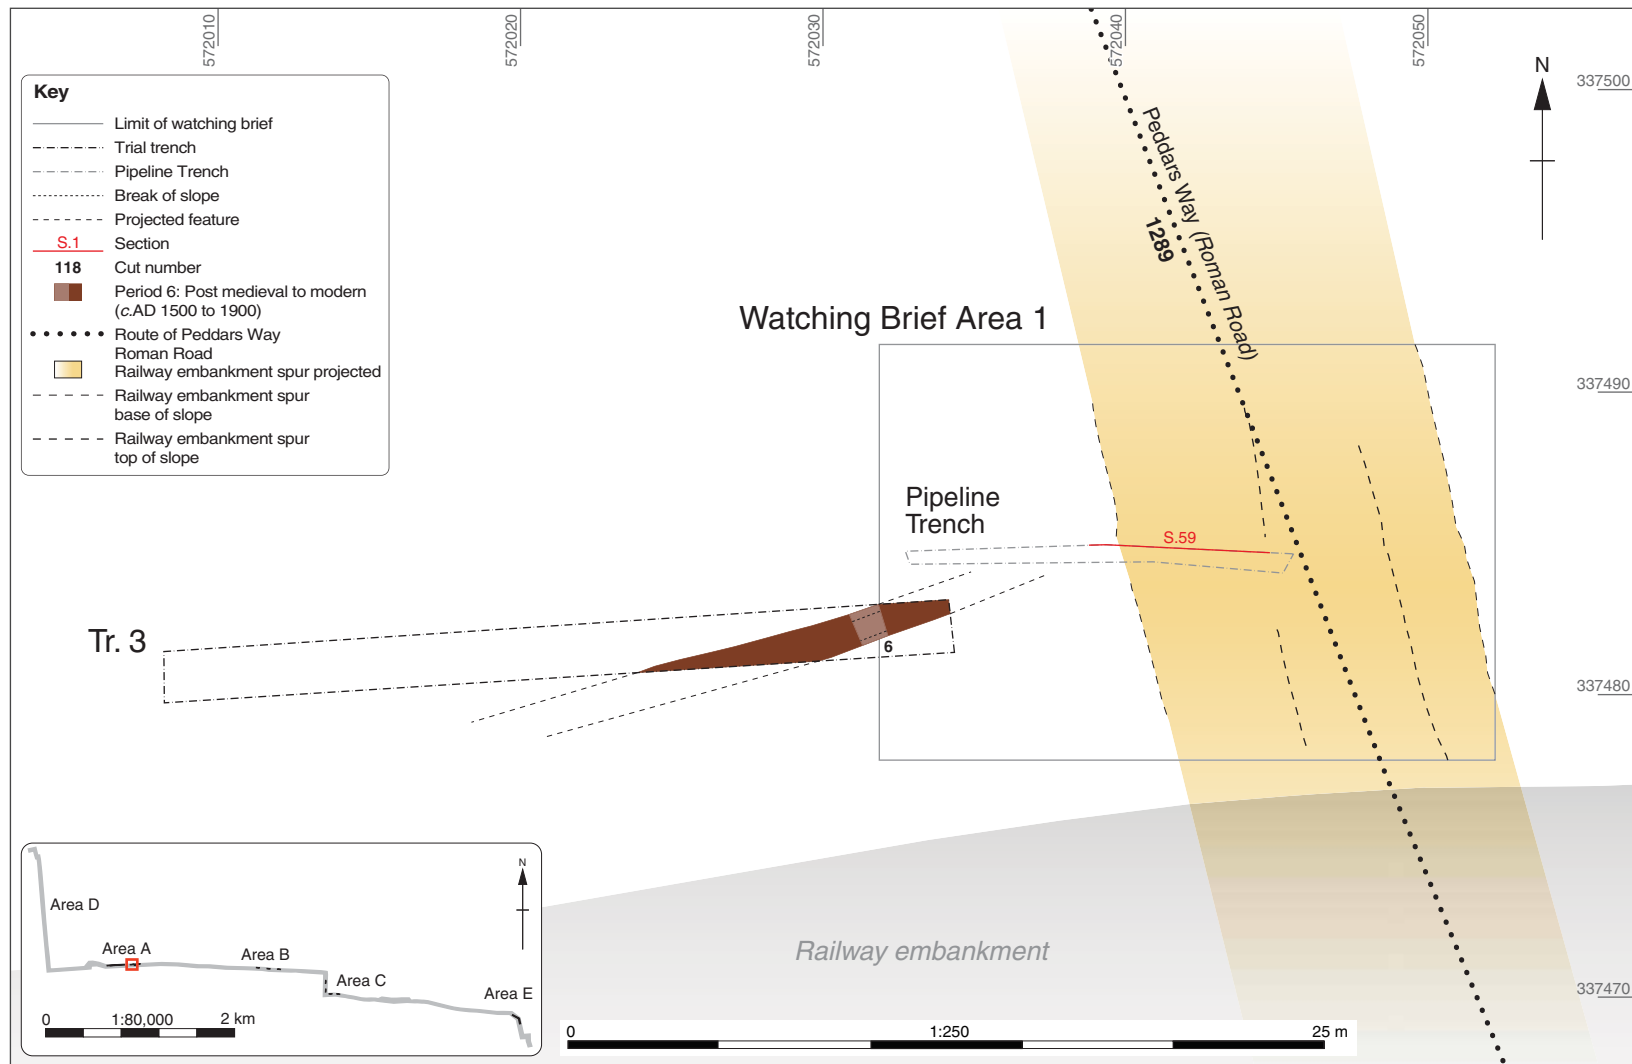 572010
572020
572030
572040
572050
337500
337490
337480
337470
N
Key
Limit of watching brief
Trial trench
Pipeline Trench
Break of slope
Projected feature
S.1 Section
118 Cut number
Period 6: Post medieval to modern
(c.AD 1500 to 1900)
Route of Peddars Way
Roman Road
Railway embankment spur projected
Railway embankment spur
base of slope
Railway embankment spur
top of slope
Peddars Way (Roman Road)
1289
Watching Brief Area 1
Pipeline
Trench
S.59
Tr. 3
6
Railway embankment
N
Area D
Area A
Area B
Area C
Area E
0 1:80,000 2 km
0 1:250 25 m